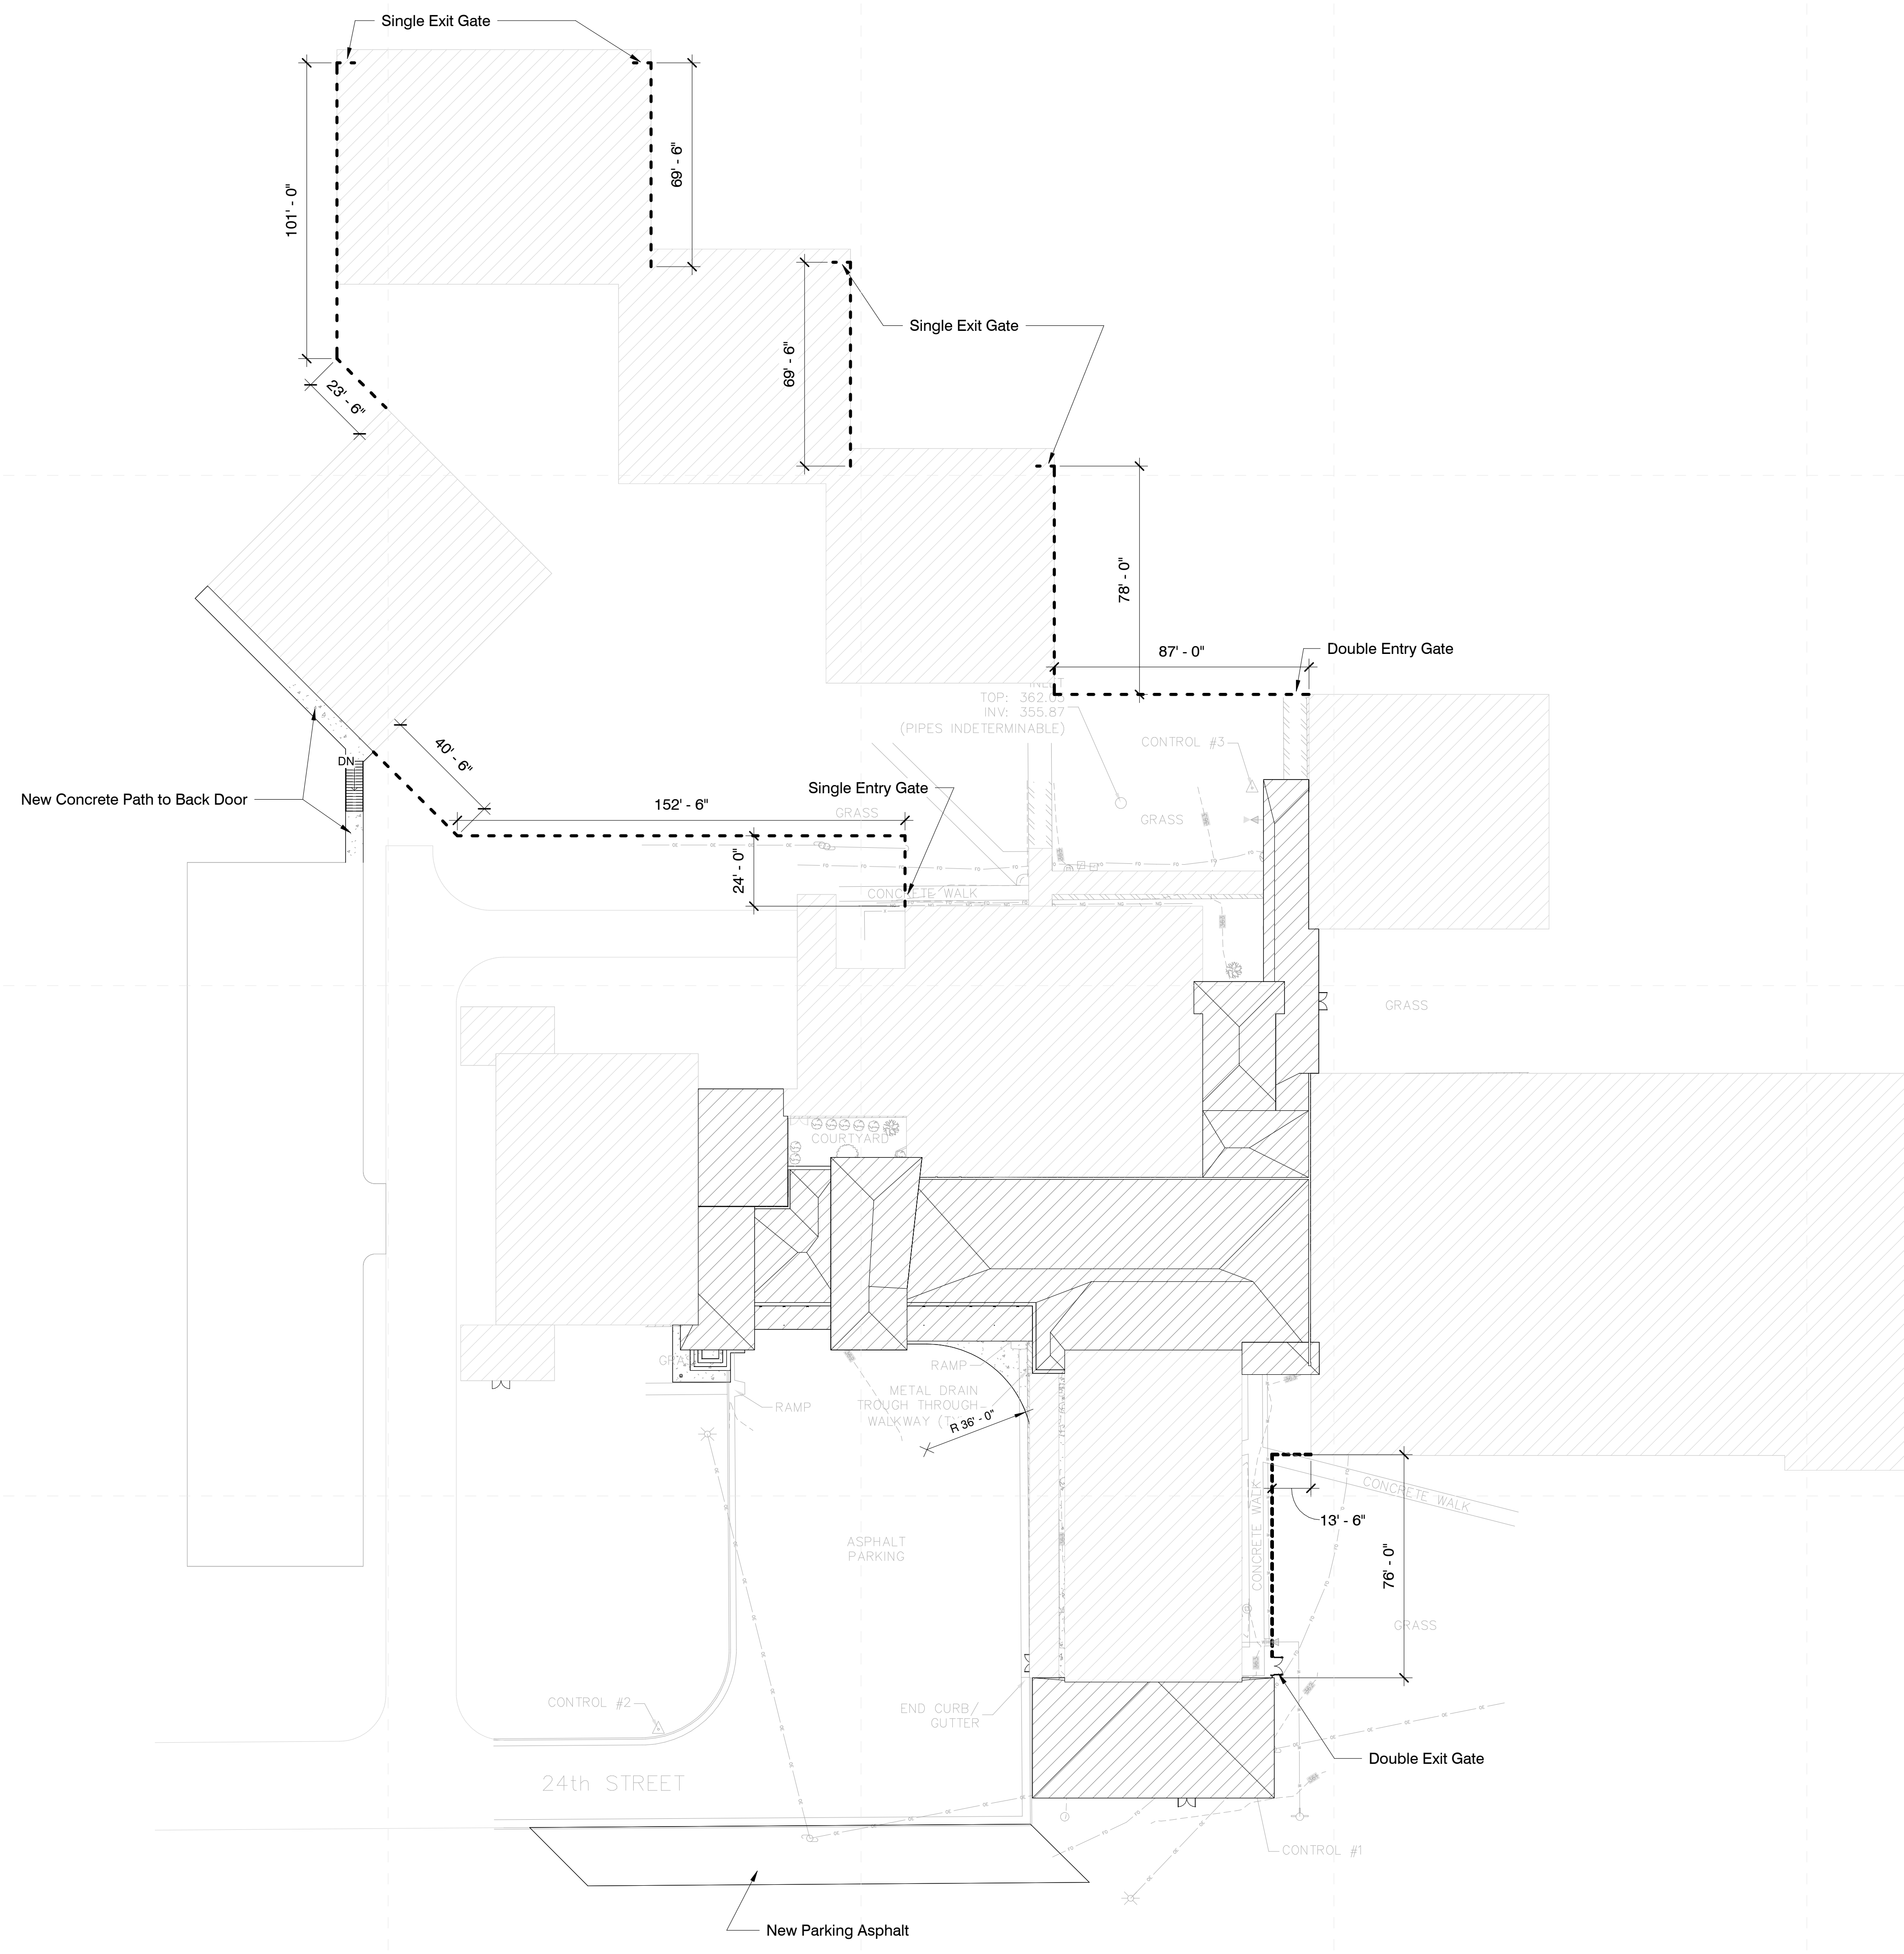 Single Exit Gate
101' - 0"
69' - 6"
69' - 6"
Single Exit Gate
23' - 6"
78' - 0"
87' - 0"
Double Entry Gate
TOP: 362.
INV: 355.87
(PIPES INDETERMINABLE)
CONTROL #3
40' - 6"
DN
New Concrete Path to Back Door
152' - 6"
Single Entry Gate
GRASS
GRASS
24' - 0"
CONCRETE WALK
GRASS
COURTYARD
RAMP
METAL DRAIN
TROUGH THROUGH
WALKWAY
RAMP
R 36' - 0"
CONCRETE WALK
CONCRETE WALK
13' - 6"
ASPHALT
PARKING
76' - 0"
GRASS
CONTROL #2
END CURB/
GUTTER
Double Exit Gate
24th STREET
CONTROL #1
New Parking Asphalt